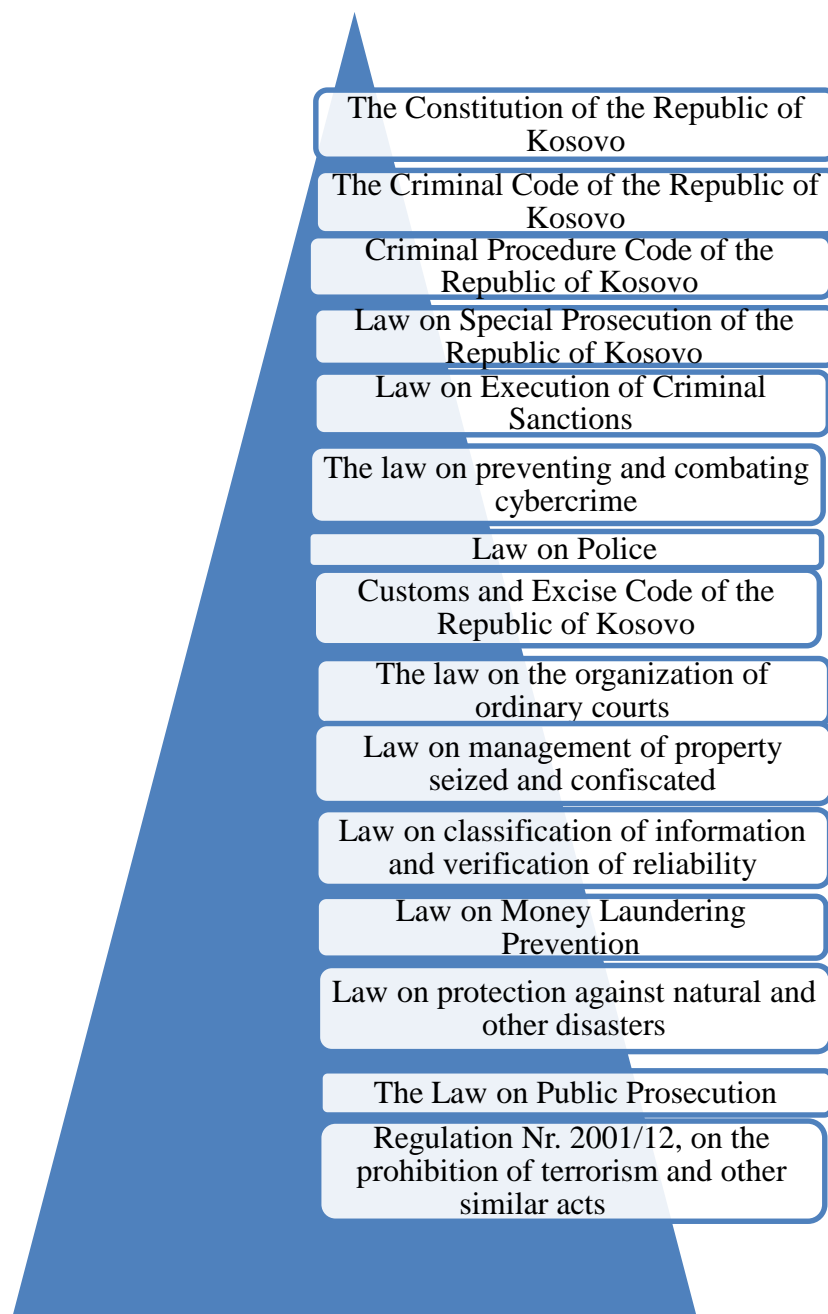 The Constitution of the Republic of
Kosovo
The Criminal Code of the Republic of
Kosovo
Criminal Procedure Code of the
Republic of Kosovo
Law on Special Prosecution of the
Republic of Kosovo
Law on Execution of Criminal
Sanctions
The law on preventing and combating
cybercrime
Law on Police
Customs and Excise Code of the
Republic of Kosovo
The law on the organization of
ordinary courts
Law on management of property
seized and confiscated
Law on classification of information
and verification of reliability
Law on Money Laundering
Prevention
Law on protection against natural and
other disasters
The Law on Public Prosecution
Regulation Nr. 2001/12, on the
prohibition of terrorism and other
similar acts